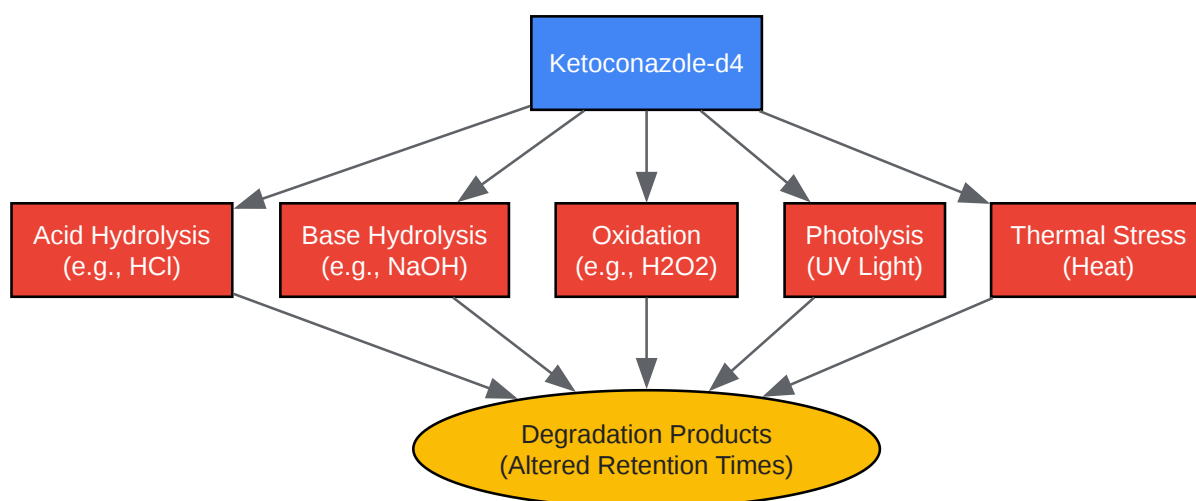 Ketoconazole-d4
Acid Hydrolysis
(e.g., HCl)
Base Hydrolysis
(e.g., NaOH)
Oxidation
(e.g., H2O2)
Photolysis
(UV Light)
Thermal Stress
(Heat)
Degradation Products
(Altered Retention Times)